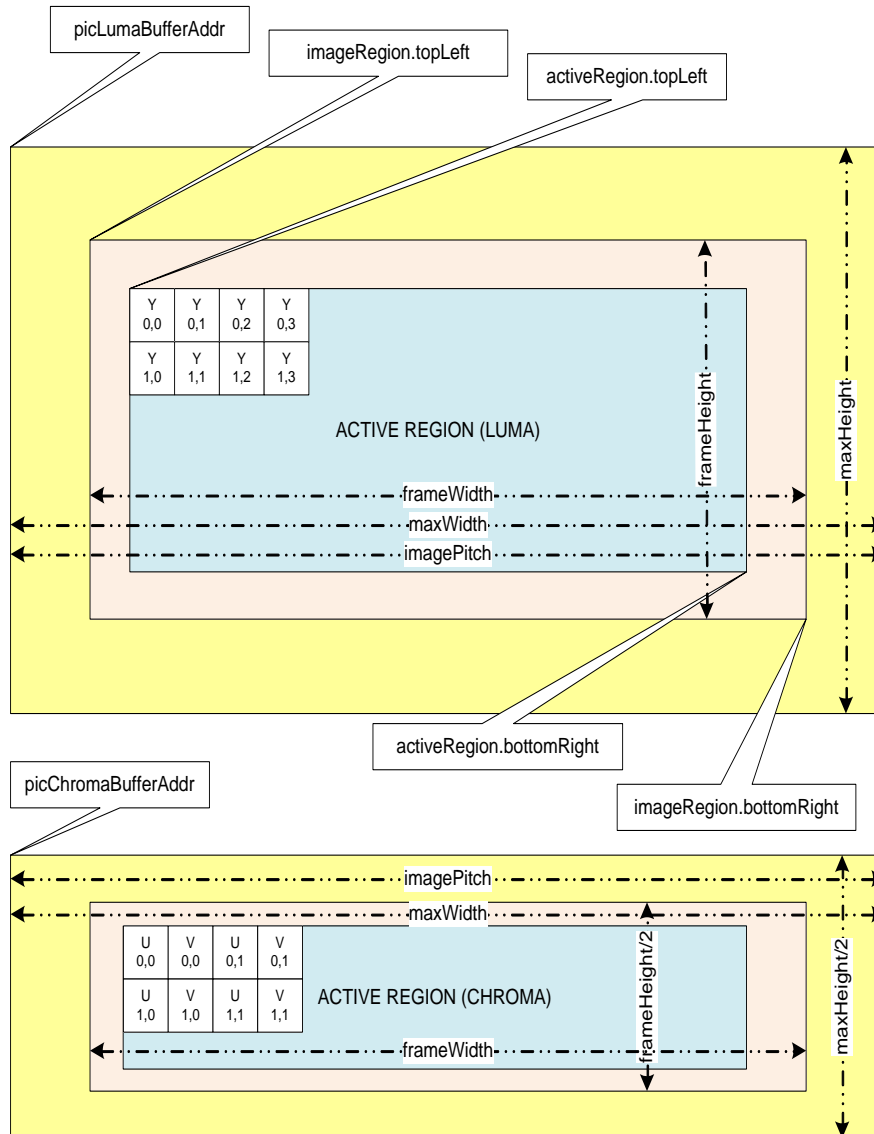 picLumaBufferAddr
imageRegion.topLeft
activeRegion.topLeft
Y Y Y Y
0,0 0,1 0,2 0,3
Y Y Y Y
1,0 1,1 1,2 1,3
ACTIVE REGION (LUMA)
frameHeight
maxHeight
frameWidth
maxWidth
imagePitch
activeRegion.bottomRight
picChromaBufferAddr
imageRegion.bottomRight
imagePitch
maxWidth
U V U V
0,0 0,0 0,1 0,1
U V U V
1,0 1,0 1,1 1,1
ACTIVE REGION (CHROMA)
frameHeight/2
maxHeight/2
frameWidth